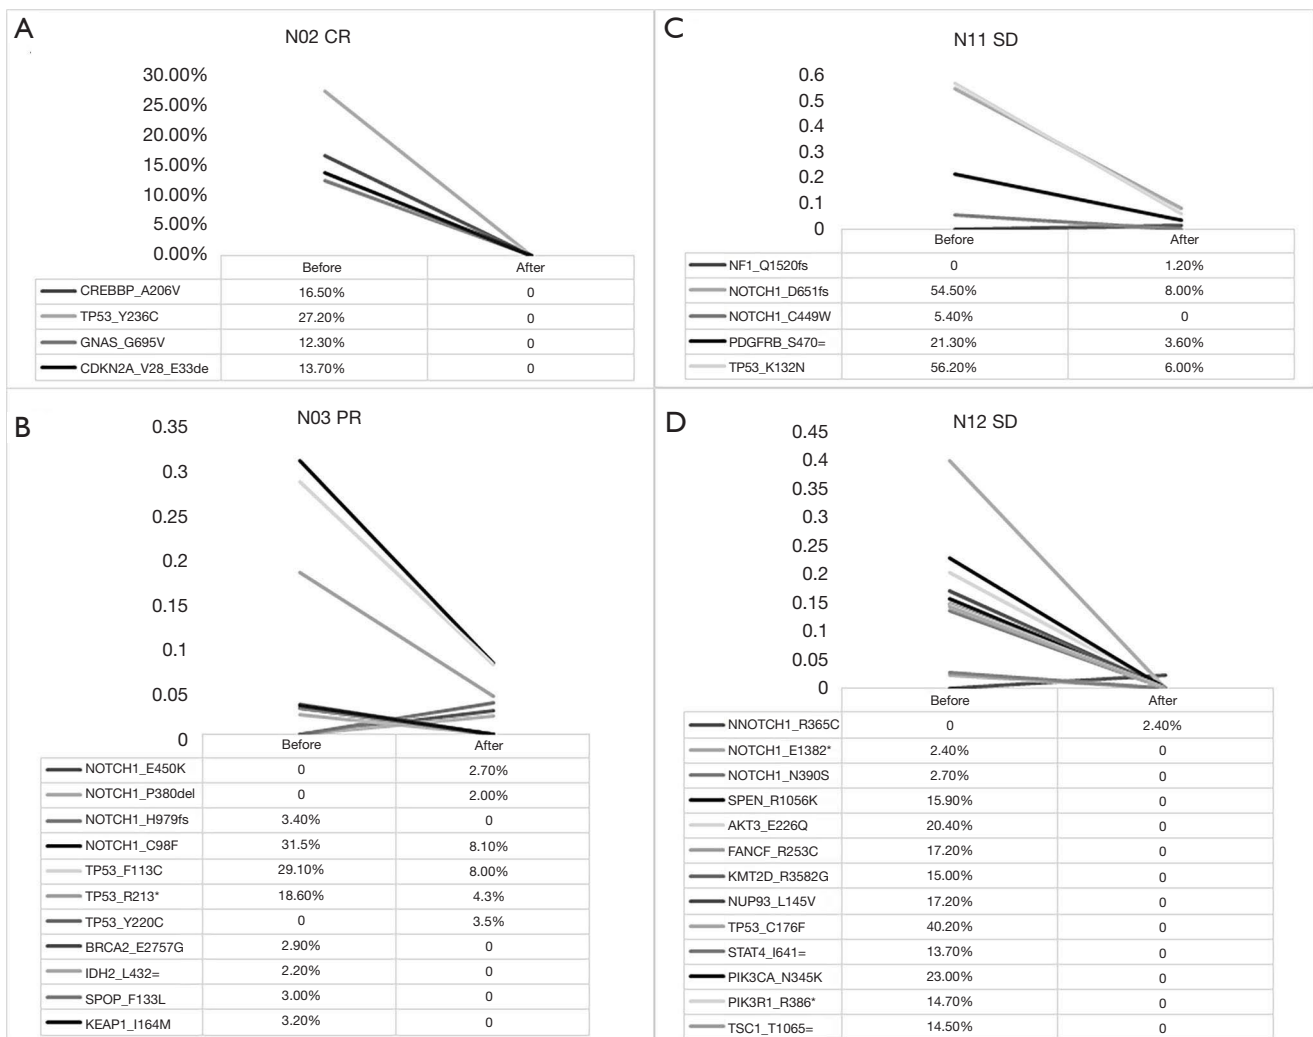 A
N02 CR
30.00%
25.00%
20.00%
15.00%
10.00%
5.00%
0.00%
Before After
CREBBP_A206V 16.50% 0
TP53_Y236C 27.20% 0
GNAS_G695V 12.30% 0
CDKN2A_V28_E33de 13.70% 0
B
N03 PR
0.35
0.3
0.25
0.2
0.15
0.1
0.05
0
Before After
NOTCH1_E450K 0 2.70%
NOTCH1_P380del 0 2.00%
NOTCH1_H979fs 3.40% 0
NOTCH1_C98F 31.5% 8.10%
TP53_F113C 29.10% 8.00%
TP53_R213* 18.60% 4.3%
TP53_Y220C 0 3.5%
BRCA2_E2757G 2.90% 0
IDH2_L432= 2.20% 0
SPOP_F133L 3.00% 0
KEAP1_I164M 3.20% 0
C
N11 SD
0.6
0.5
0.4
0.3
0.2
0.1
0
Before After
NF1_Q1520fs 0 1.20%
NOTCH1_D651fs 54.50% 8.00%
NOTCH1_C449W 5.40% 0
PDGFRB_S470= 21.30% 3.60%
TP53_K132N 56.20% 6.00%
D
N12 SD
0.45
0.4
0.35
0.3
0.25
0.2
0.15
0.1
0.05
0
Before After
NNOTCH1_R365C 0 2.40%
NOTCH1_E1382* 2.40% 0
NOTCH1_N390S 2.70% 0
SPEN_R1056K 15.90% 0
AKT3_E226Q 20.40% 0
FANCF_R253C 17.20% 0
KMT2D_R3582G 15.00% 0
NUP93_L145V 17.20% 0
TP53_C176F 40.20% 0
STAT4_I641= 13.70% 0
PIK3CA_N345K 23.00% 0
PIK3R1_R386* 14.70% 0
TSC1_T1065= 14.50% 0